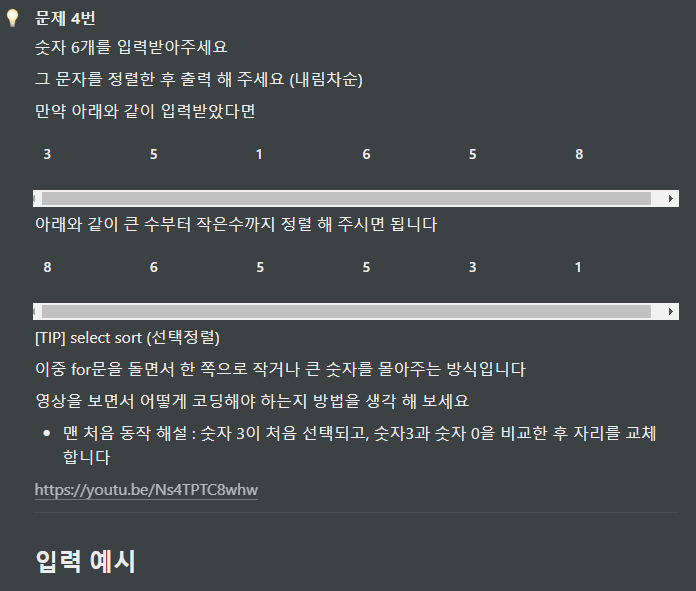 문제 4번
숫자 6개를 입력받아주세요
그 문자를 정렬한 후 출력 해 주세요 (내림차순)
만약 아래와 같이 입력받았다면
3 5 1 6 5 8
아래와 같이 큰 수부터 작은수까지 정렬 해 주시면 됩니다
8 6 5 5 3 1
[TIP] select sort (선택정렬)
이중 for문을 돌면서 한 쪽으로 작거나 큰 숫자를 몰아주는 방식입니다
영상을 보면서 어떻게 코딩해야 하는지 방법을 생각 해 보세요
• 맨 처음 동작 해설 : 숫자 3이 처음 선택되고, 숫자3과 숫자 0을 비교한 후 자리를 교체
합니다
https://youtu.be/Ns4TPTC8whw
입력 예시